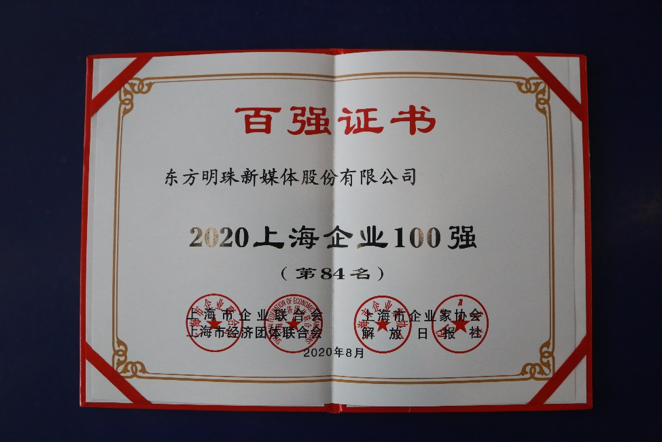 百强证书
东方明珠新媒体股份有限公司
2020上海企业100强
（第84名）
上海市企业联合会 上海市企业家协会
上海市经济团体联合会 解放日报社
2020年8月